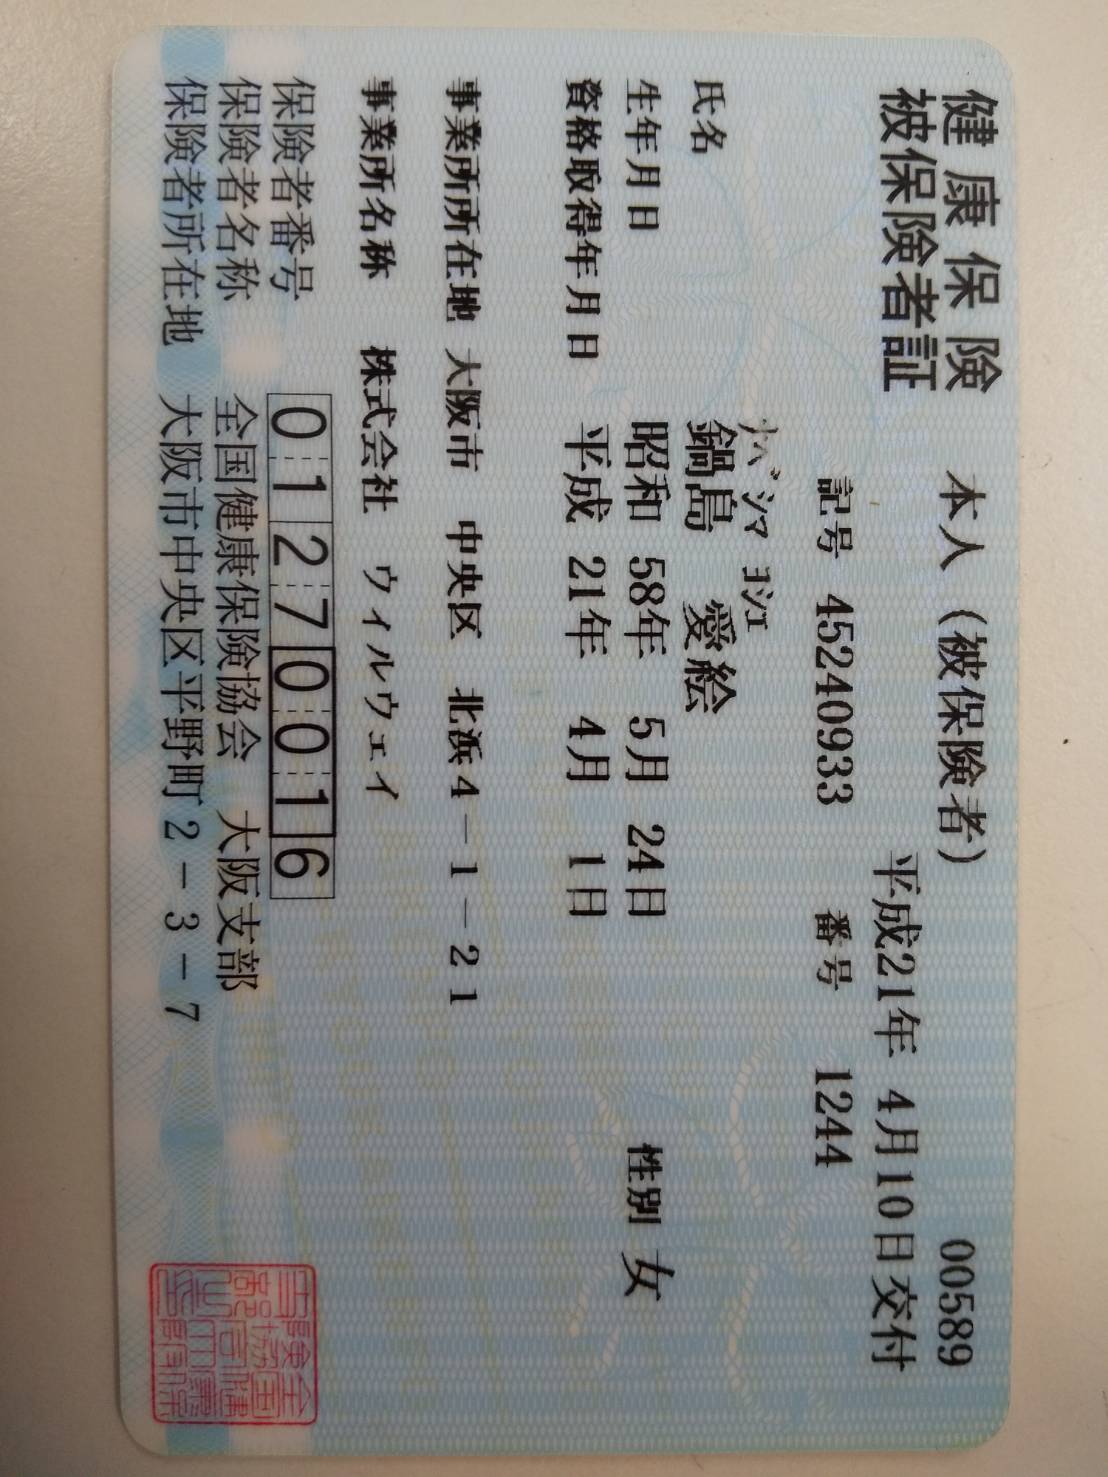 健康保険 本人（被保険者） 00589
被保険者証 平成21年 4月10日交付
記号 452409933 番号 1244
ﾅﾍﾞｼﾏ ﾖｼｴ
氏名 鍋島 愛絵
生年月日 昭和 58年 5月 24日 性別 女
資格取得年月日 平成 21年 4月 1日
事業所所在地 大阪市 中央区 北浜4－1－21
事業所名称 株式会社 ウィルウェイ
保険者番号 01270016
保険者名称 全国健康保険協会 大阪支部
保険者所在地 大阪市中央区平野町2－3－7